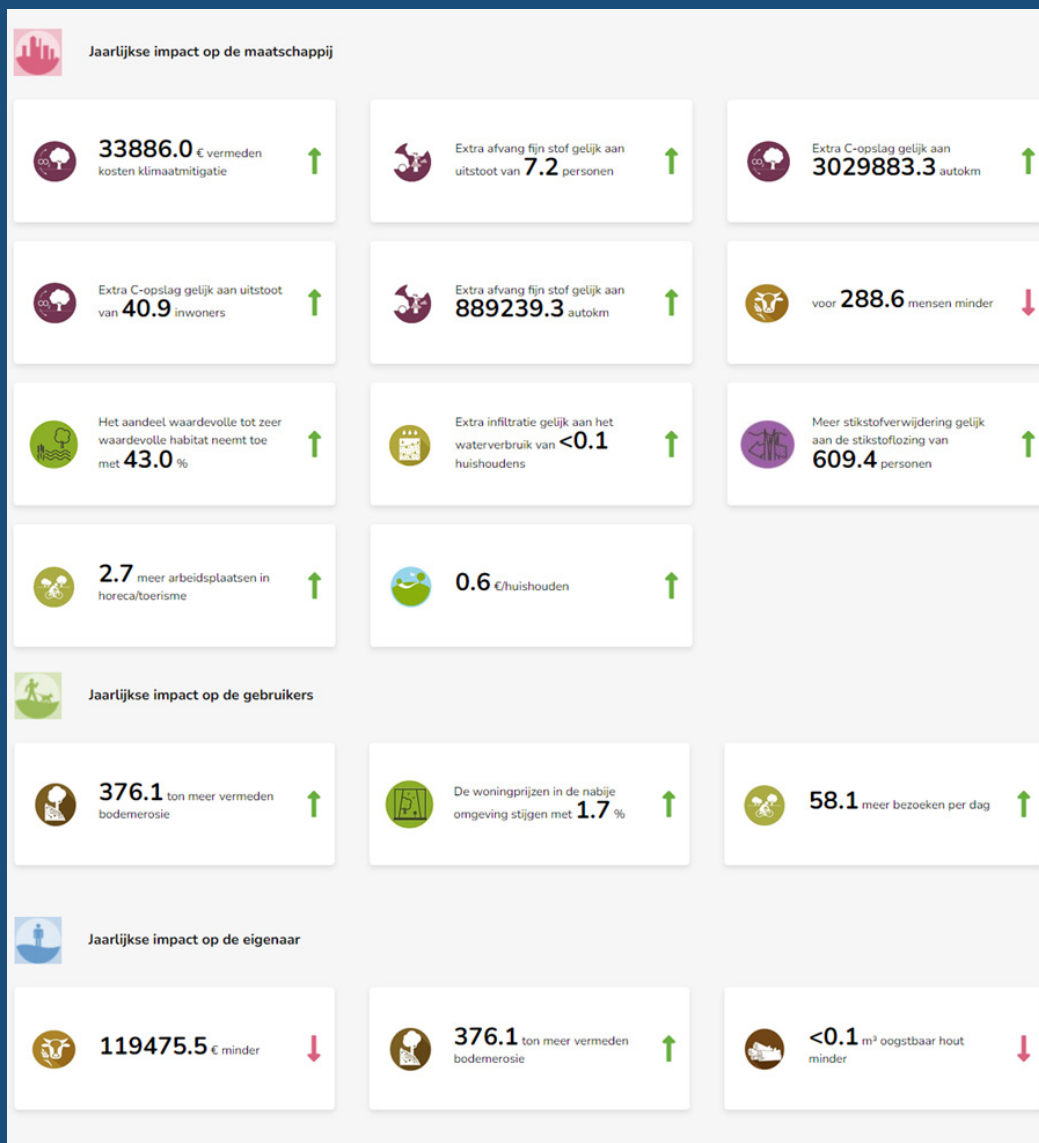 Jaarlijkse impact op de maatschappij
33886.0 € vermeden
kosten klimaatmitigatie
Extra afvang fijn stof gelijk aan
uitstoot van 7.2 personen
Extra C-opslag gelijk aan
3029883.3 autokm
Extra C-opslag gelijk aan uitstoot
van 40.9 inwoners
Extra afvang fijn stof gelijk aan
889239.3 autokm
voor 288.6 mensen minder
Het aandeel waardevolle tot zeer
waardevolle habitat neemt toe
met 43.0 %
Extra infiltratie gelijk aan het
waterverbruik van <0.1
huishoudens
Meer stikstofverwijdering gelijk
aan de stikstoflozing van
609.4 personen
2.7 meer arbeidsplaatsen in
horeca/toerisme
0.6 €/huishouden
Jaarlijkse impact op de gebruikers
376.1 ton meer vermeden
bodemerosie
De woningprijzen in de nabije
omgeving stijgen met 1.7 %
58.1 meer bezoeken per dag
Jaarlijkse impact op de eigenaar
119475.5 € minder
376.1 ton meer vermeden
bodemerosie
<0.1 m³ oogstbaar hout
minder